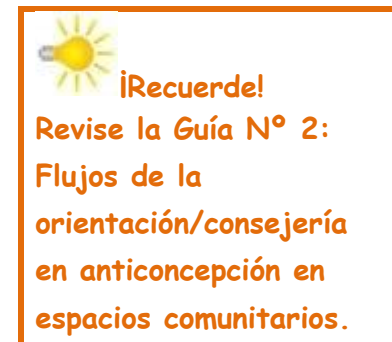 ¡Recuerde!
Revise la Guía Nº 2:
Flujos de la
orientación/consejería
en anticoncepción en
espacios comunitarios.